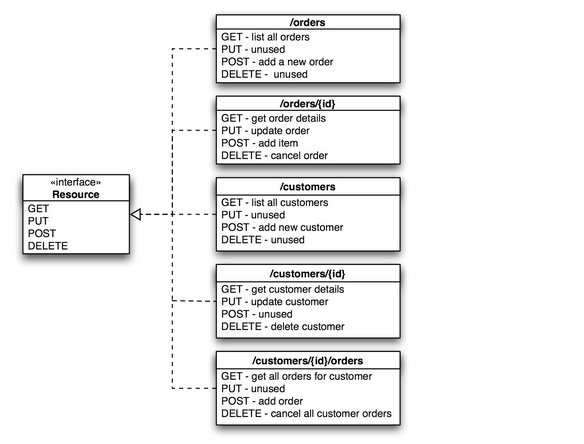 /orders
GET - list all orders
PUT - unused
POST - add a new order
DELETE - unused
/orders/{id}
GET - get order details
PUT - update order
POST - add item
DELETE - cancel order
«interface»
Resource
GET
PUT
POST
DELETE
/customers
GET - list all customers
PUT - unused
POST - add new customer
DELETE - unused
/customers/{id}
GET - get customer details
PUT - update customer
POST - unused
DELETE - delete customer
/customers/{id}/orders
GET - get all orders for customer
PUT - unused
POST - add order
DELETE - cancel all customer orders